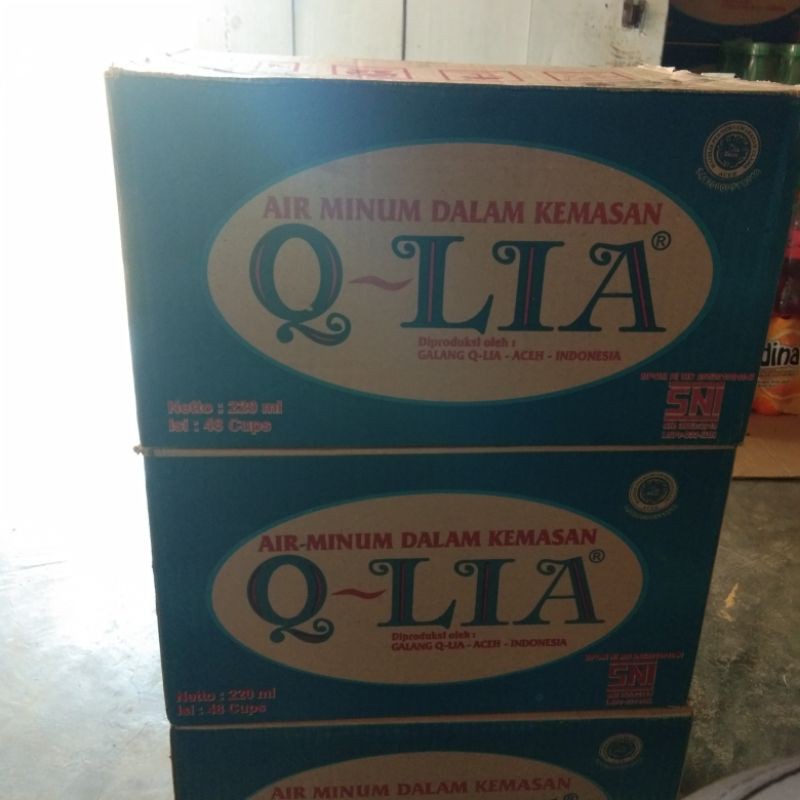 AIR MINUM DALAM KEMASAN
Q~LIA®
Diproduksi oleh :
GALANG Q-LIA - ACEH - INDONESIA
Netto : 220 ml
Isi : 48 Cups
SNI
AIR-MINUM DALAM KEMASAN
Q~LIA®
Diproduksi oleh :
GALANG Q-LIA - ACEH - INDONESIA
Netto : 220 ml
Isi : 48 Cups
SNI
AIR MINUM DALAM KEMASAN
dina